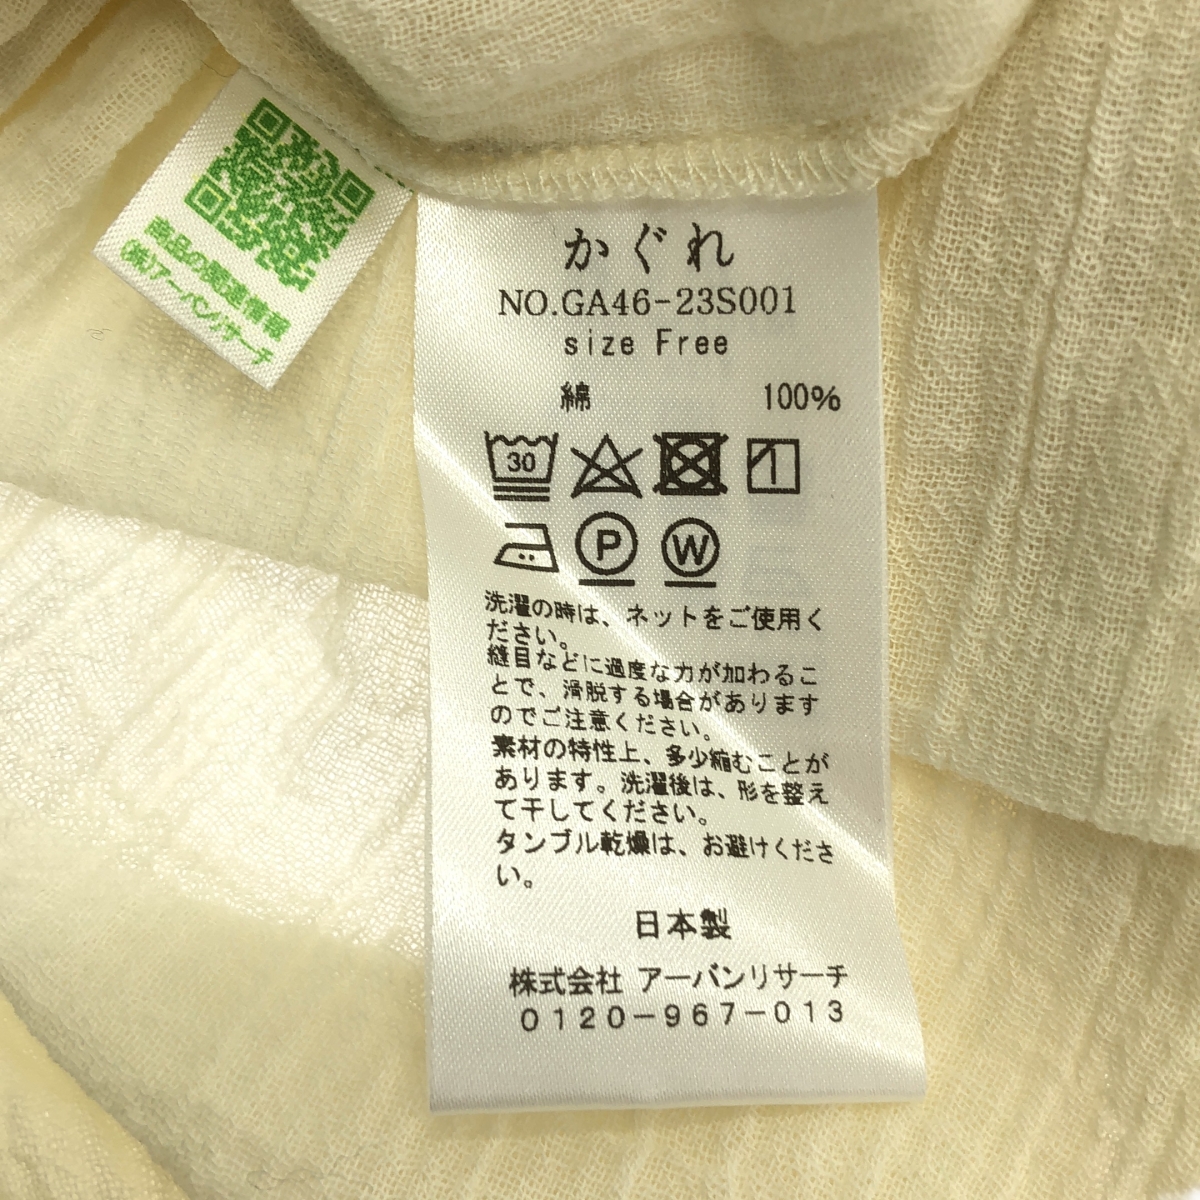 商品の関連情報
(株)アーバンリサーチ
かぐれ
NO.GA46-23S001
size Free
綿 100%
30
P W
洗濯の時は、ネットをご使用く
ださい。
縫目などに過度な力が加わるこ
とで、滑脱する場合があります
のでご注意ください。
素材の特性上、多少縮むことが
あります。洗濯後は、形を整え
て干してください。
タンブル乾燥は、お避けくださ
い。
日本製
株式会社 アーバンリサーチ
0120-967-013